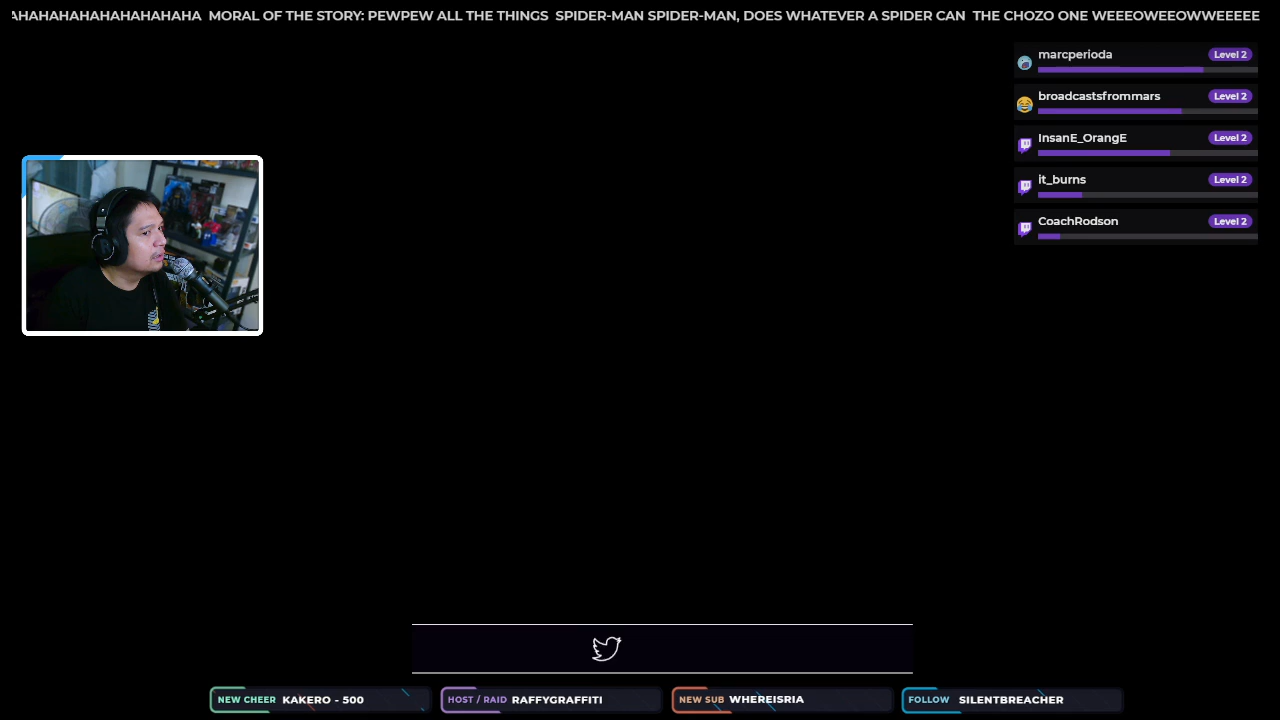 AHAHAHAHAHAHAHAHA  MORAL OF THE STORY: PEWPEW ALL THE THINGS  SPIDER-MAN SPIDER-MAN, DOES WHATEVER A SPIDER CAN  THE CHOZO ONE WEEEOWEEOWWEEEEE
marcperioda Level 2
broadcastsfrommars Level 2
InsanE_OrangE Level 2
it_burns Level 2
CoachRodson Level 2
NEW CHEER KAKERO - 500 HOST / RAID RAFFYGRAFFITI NEW SUB WHEREISRIA FOLLOW SILENTBREACHER